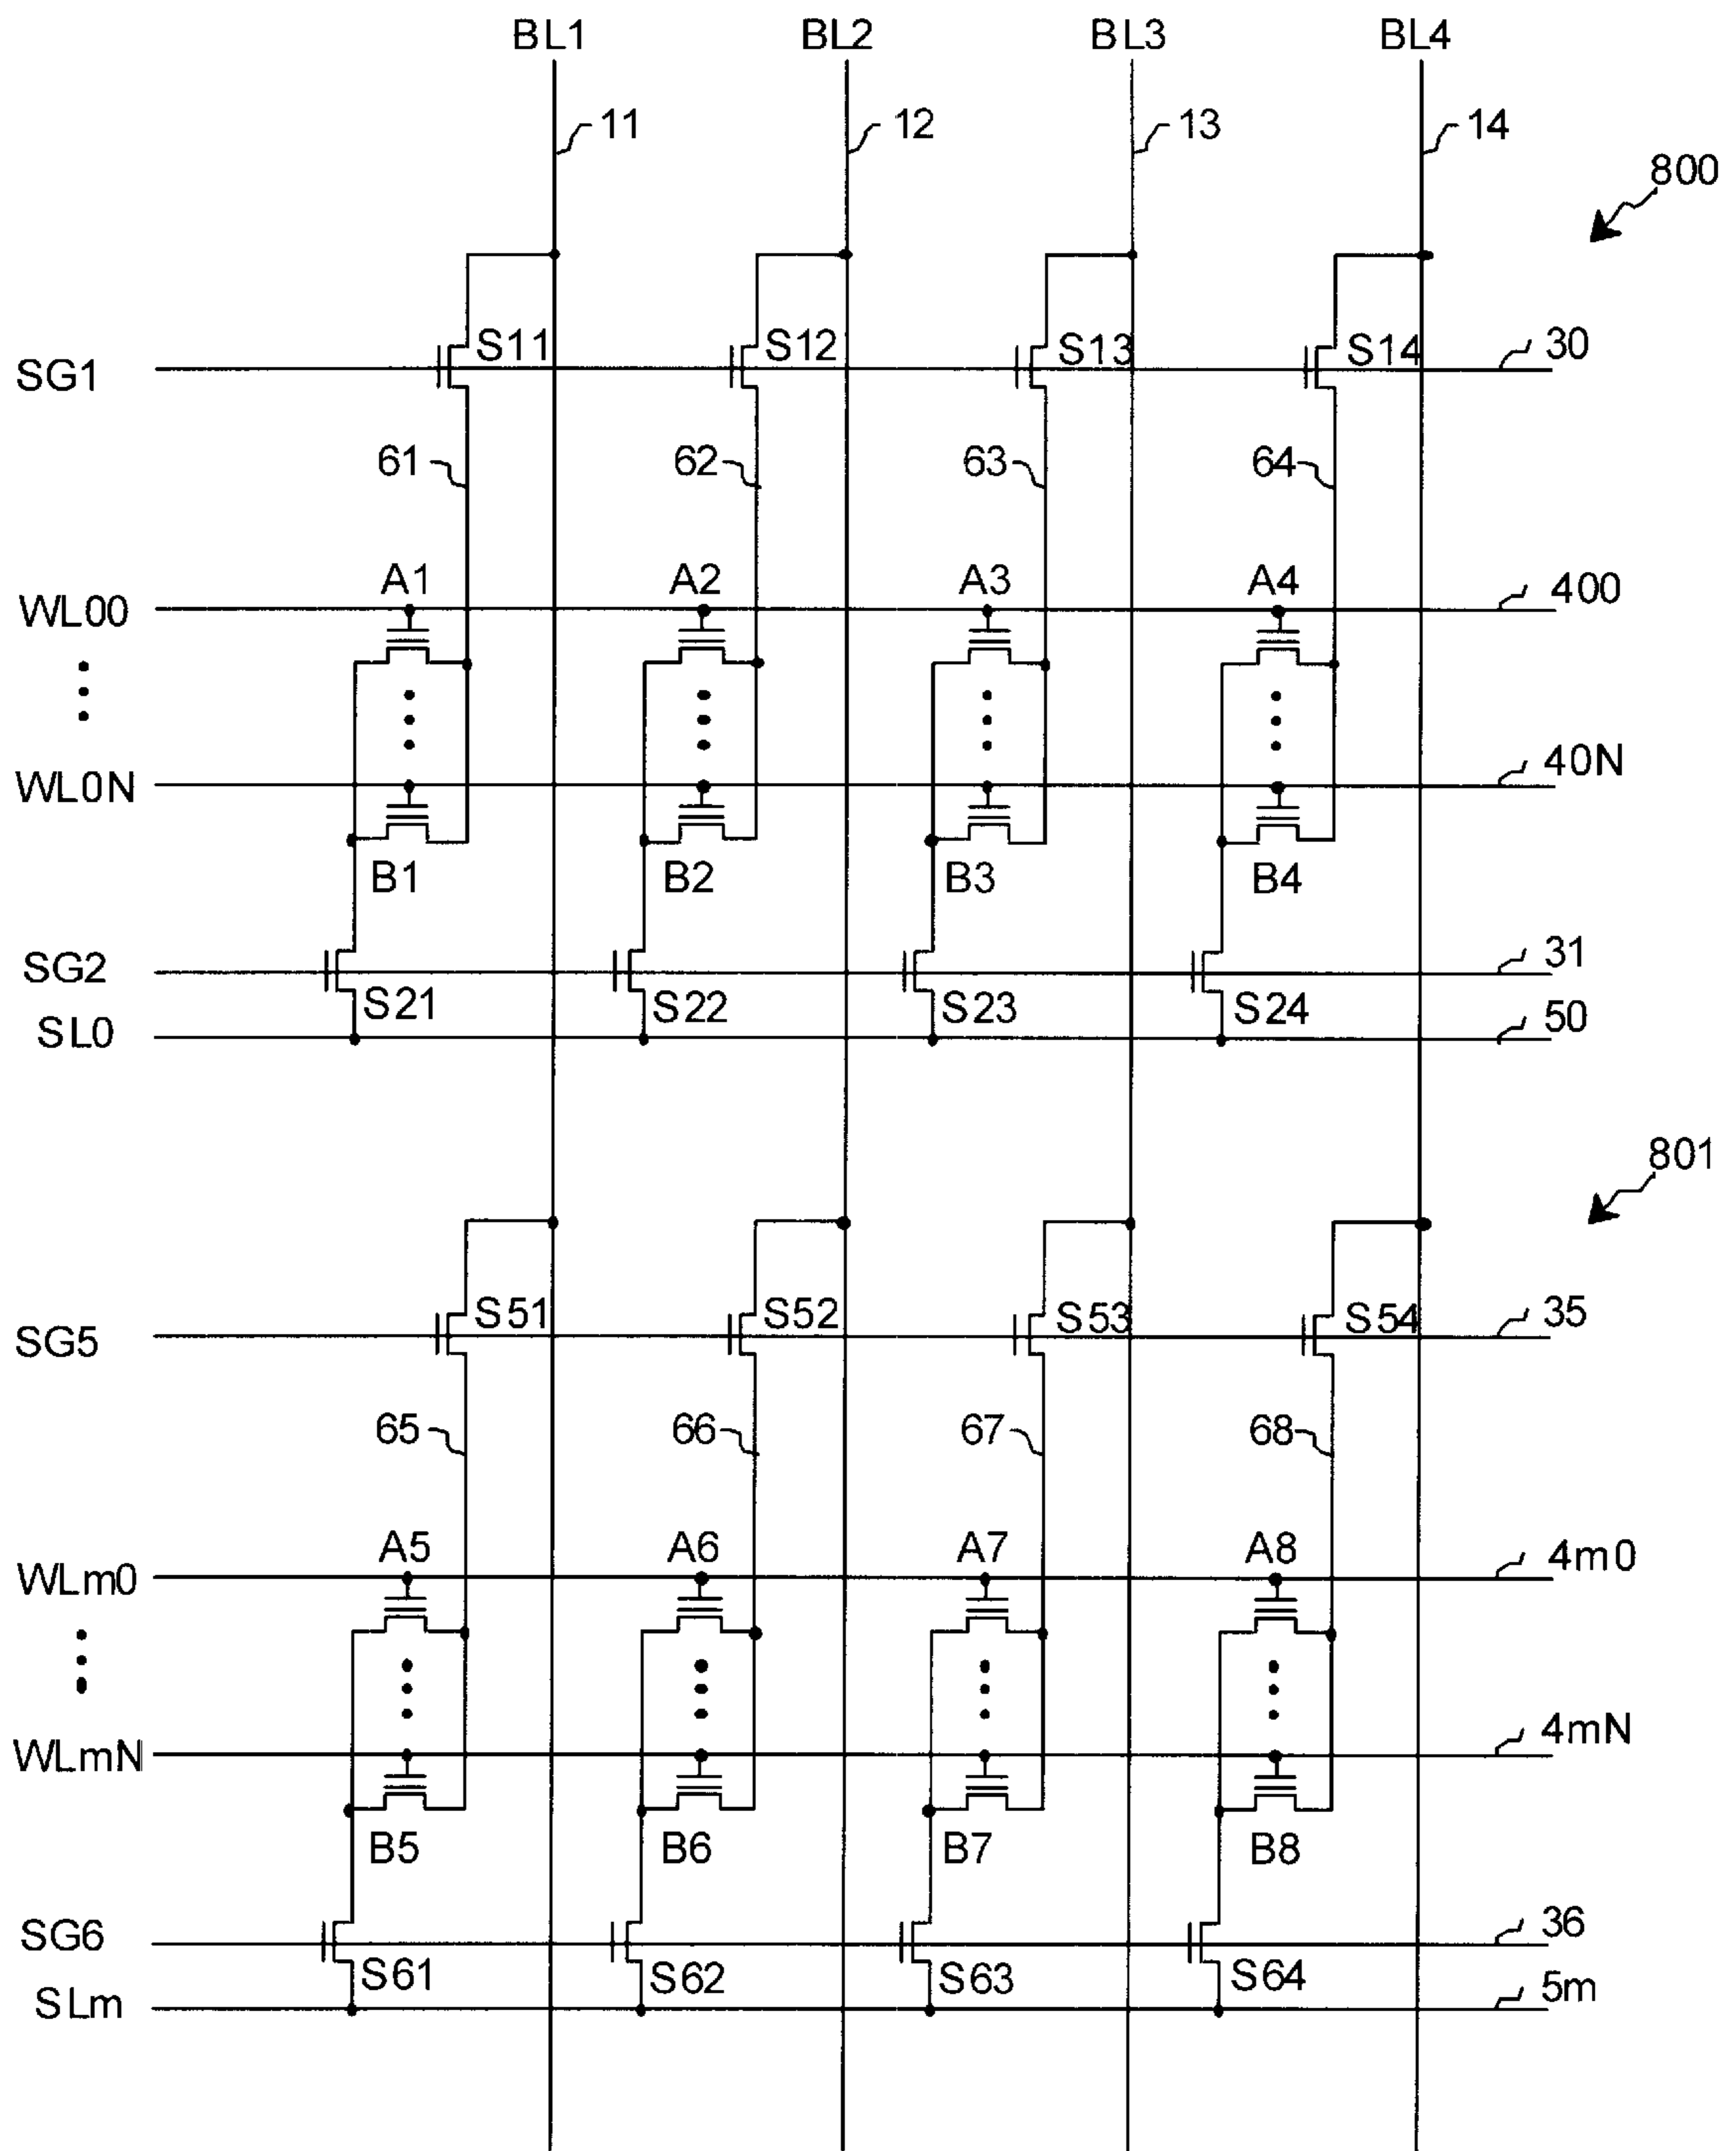 BL1 BL2 BL3 BL4
11 12 13 14
800
SG1 S11 S12 S13 S14 30
61 62 63 64
WL00 A1 A2 A3 A4 400
WL0N 40N
B1 B2 B3 B4
SG2 31
S21 S22 S23 S24
SL0 50
801
SG5 S51 S52 S53 S54 35
65 66 67 68
WLm0 A5 A6 A7 A8 4m0
WLmN 4mN
B5 B6 B7 B8
SG6 36
S61 S62 S63 S64
SLm 5m